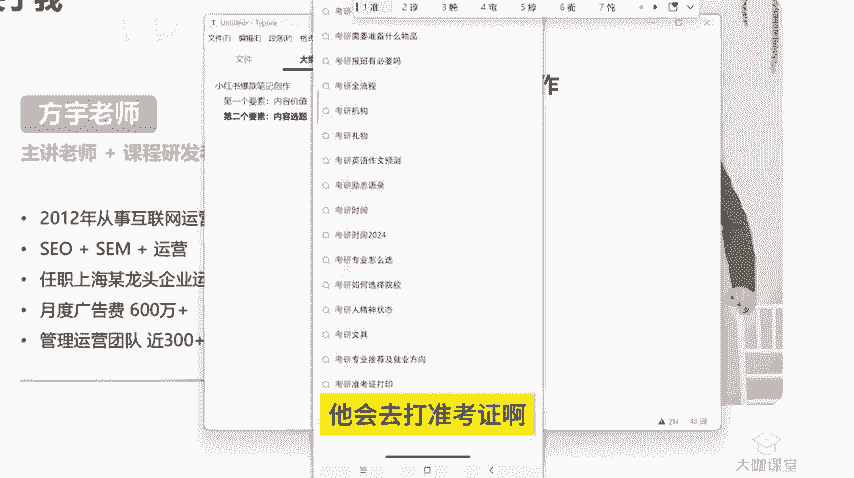 关于我
方宇老师
主讲老师 + 课程研发
2012年从事互联网运营
SEO + SEM + 运营
任职上海某龙头企业运
月度广告费 600万+
管理运营团队 近300+
Untitled - Typora
文件(F) 编辑(E) 段落(P) 格式
文件
大纲
小红书爆款笔记创作
第一个要素：内容价值
第二个要素：内容选题
作
1 准 2 谆 3 肫 4 窀 5 埻 6 衠 7 饨
考研
考研需要准备什么物品
考研报班有必要吗
考研全流程
考研机构
考研礼物
考研英语作文预测
考研励志语录
考研时间
考研时间2024
考研专业怎么选
考研如何选择院校
考研人精神状态
考研文具
考研专业推荐及就业方向
考研准考证打印
他会去打准考证啊
48 词
大咖课堂